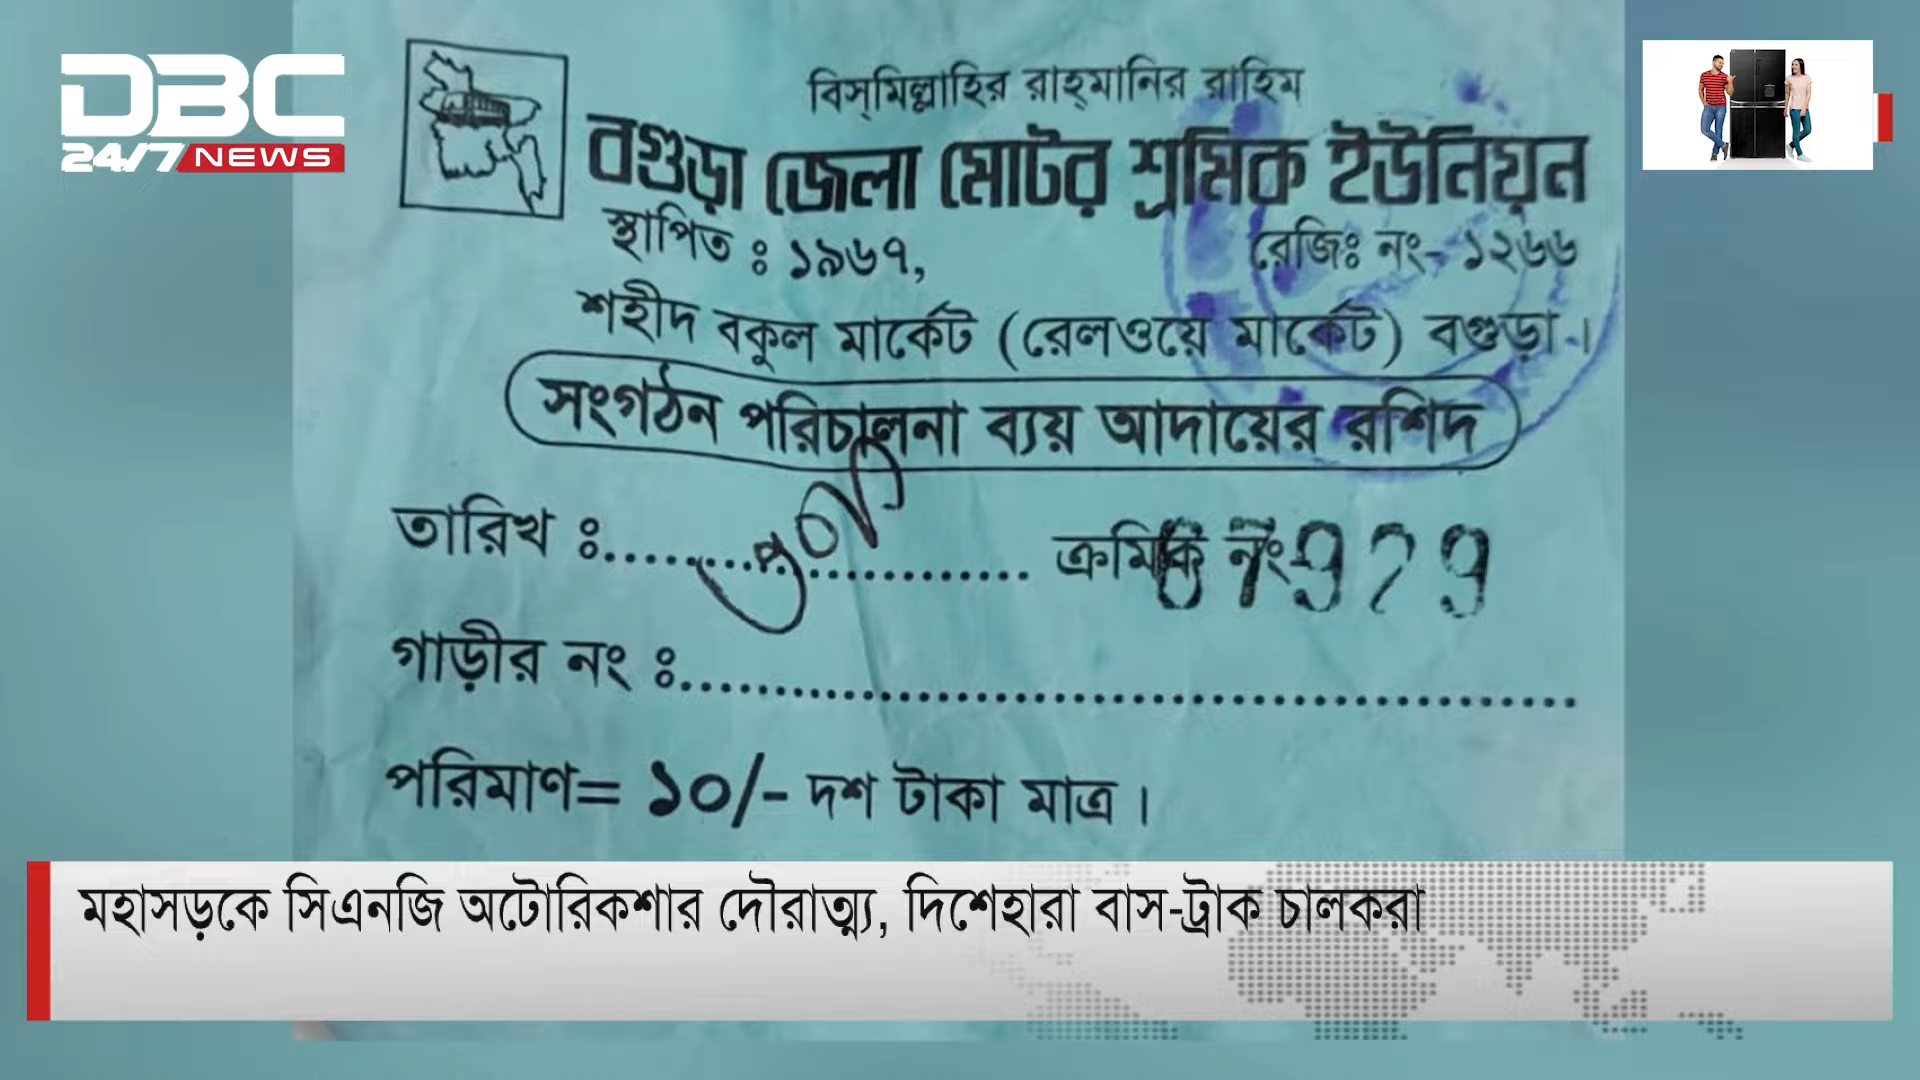 DBC
24/7 NEWS
বিস্‌মিল্লাহির রাহ্‌মানির রাহিম
বগুড়া জেলা মোটর শ্রমিক ইউনিয়ন
স্থাপিত ঃ ১৯৬৭, রেজিঃ নং- ১২৬৬
শহীদ বকুল মার্কেট (রেলওয়ে মার্কেট) বগুড়া।
সংগঠন পরিচালনা ব্যয় আদায়ের রশিদ
তারিখ ঃ.................... ক্রমিক নং- 67929
গাড়ীর নং ঃ........................................
পরিমাণ= ১০/- দশ টাকা মাত্র।
মহাসড়কে সিএনজি অটোরিকশার দৌরাত্ম্য, দিশেহারা বাস-ট্রাক চালকরা